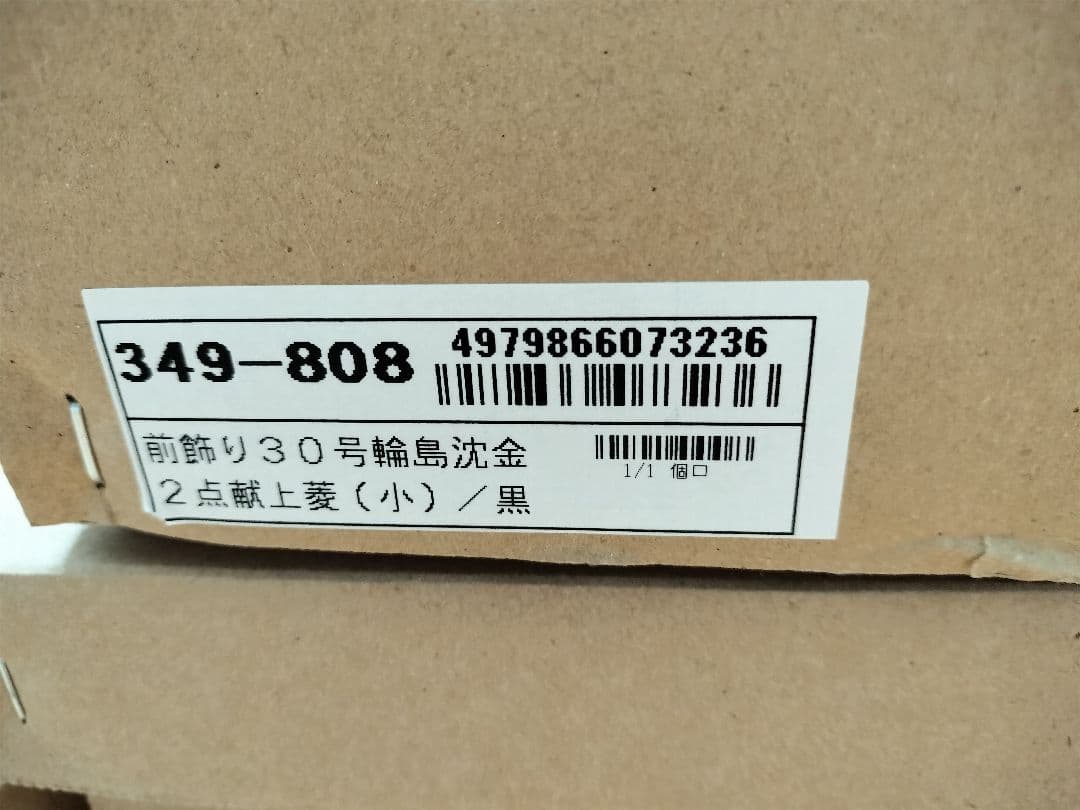 349-808
4979866073236
前飾り30号輪島沈金
1/1 個口
2点献上菱(小)/黒